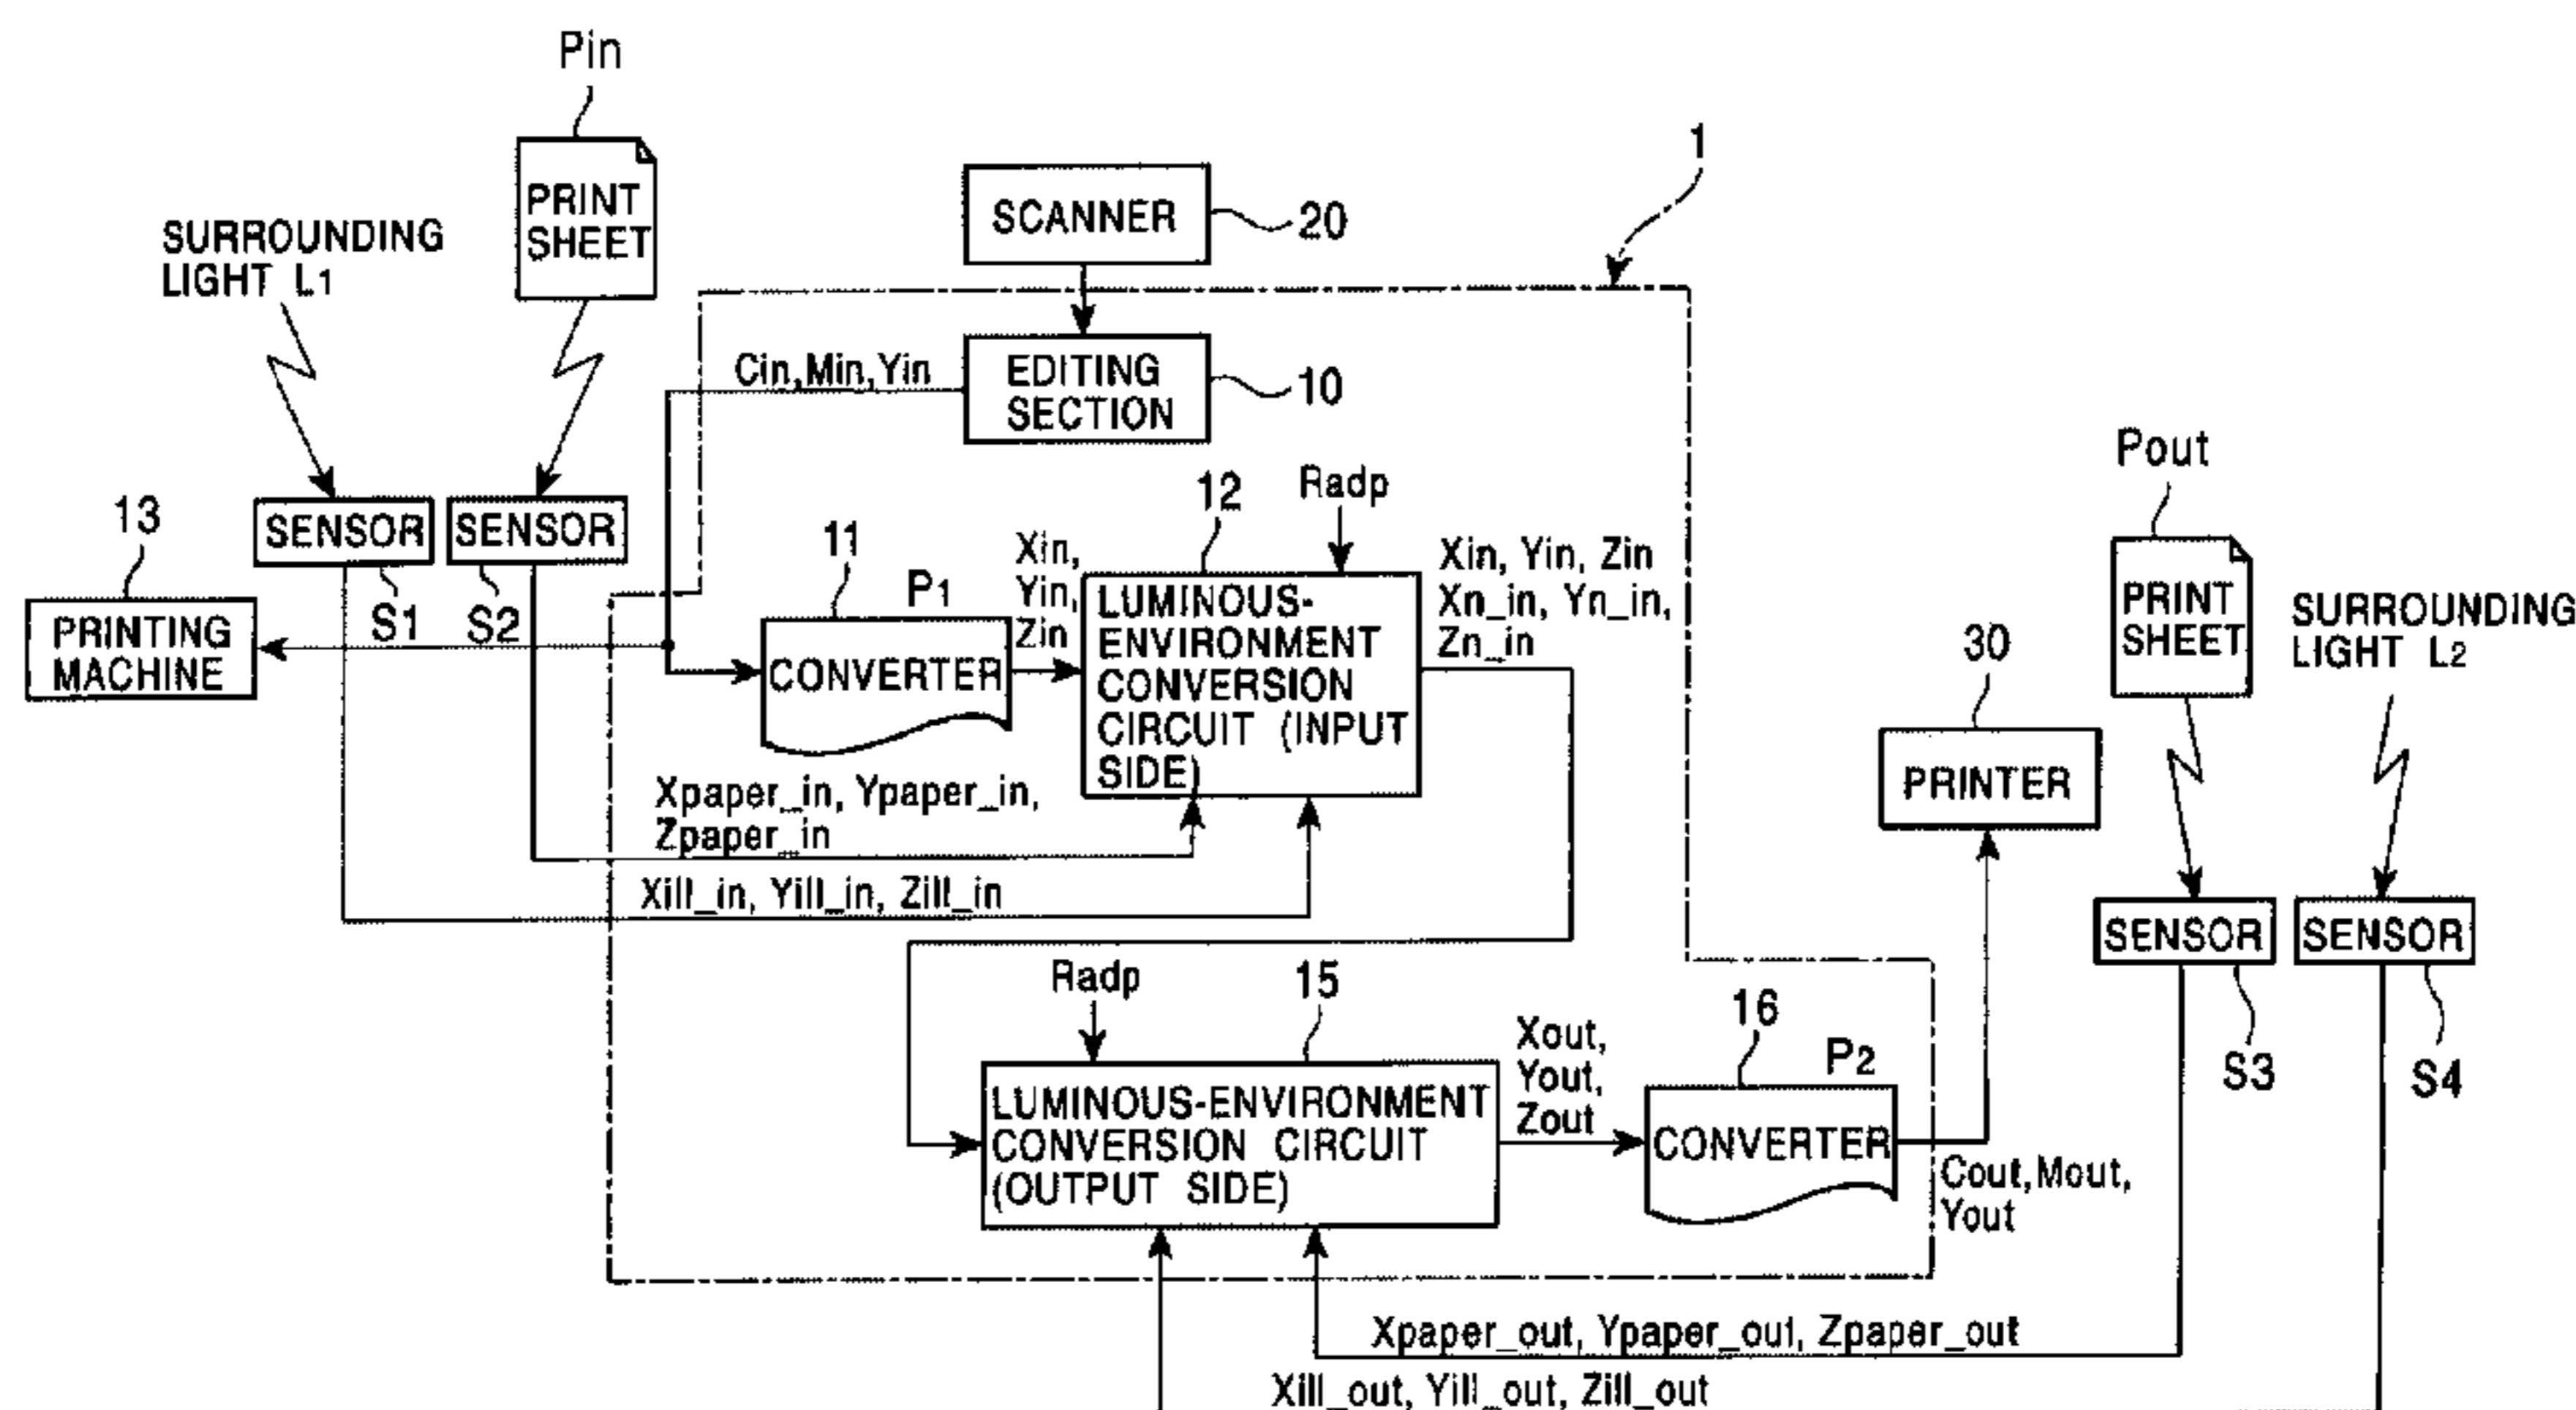 Pin
PRINT
SHEET
SURROUNDING
LIGHT L1
SCANNER
20
1
Cin,Min,Yin
EDITING
SECTION
10
13
SENSOR
SENSOR
S1
S2
PRINTING
MACHINE
11
P1
CONVERTER
Xin,
Yin,
Zin
12
Radp
LUMINOUS-
ENVIRONMENT
CONVERSION
CIRCUIT (INPUT
SIDE)
Xin, Yin, Zin
Xn_in, Yn_in,
Zn_in
Xpaper_in, Ypaper_in,
Zpaper_in
Xill_in, Yill_in, Zill_in
Pout
PRINT
SHEET
SURROUNDING
LIGHT L2
30
PRINTER
SENSOR
SENSOR
S3
S4
Radp
15
LUMINOUS-ENVIRONMENT
CONVERSION CIRCUIT
(OUTPUT SIDE)
Xout,
Yout,
Zout
16
P2
CONVERTER
Cout,Mout,
Yout
Xpaper_out, Ypaper_out, Zpaper_out
Xill_out, Yill_out, Zill_out